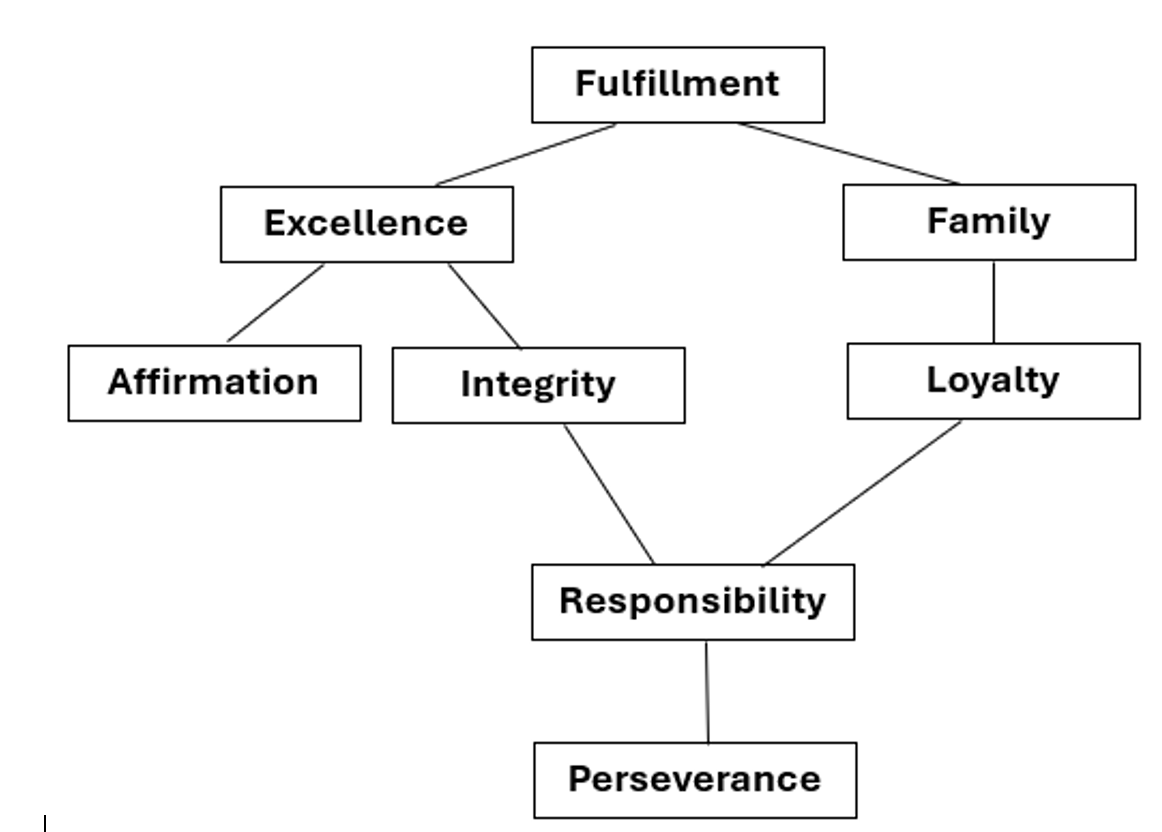 Fulfillment
Excellence
Family
Affirmation
Integrity
Loyalty
Responsibility
Perseverance